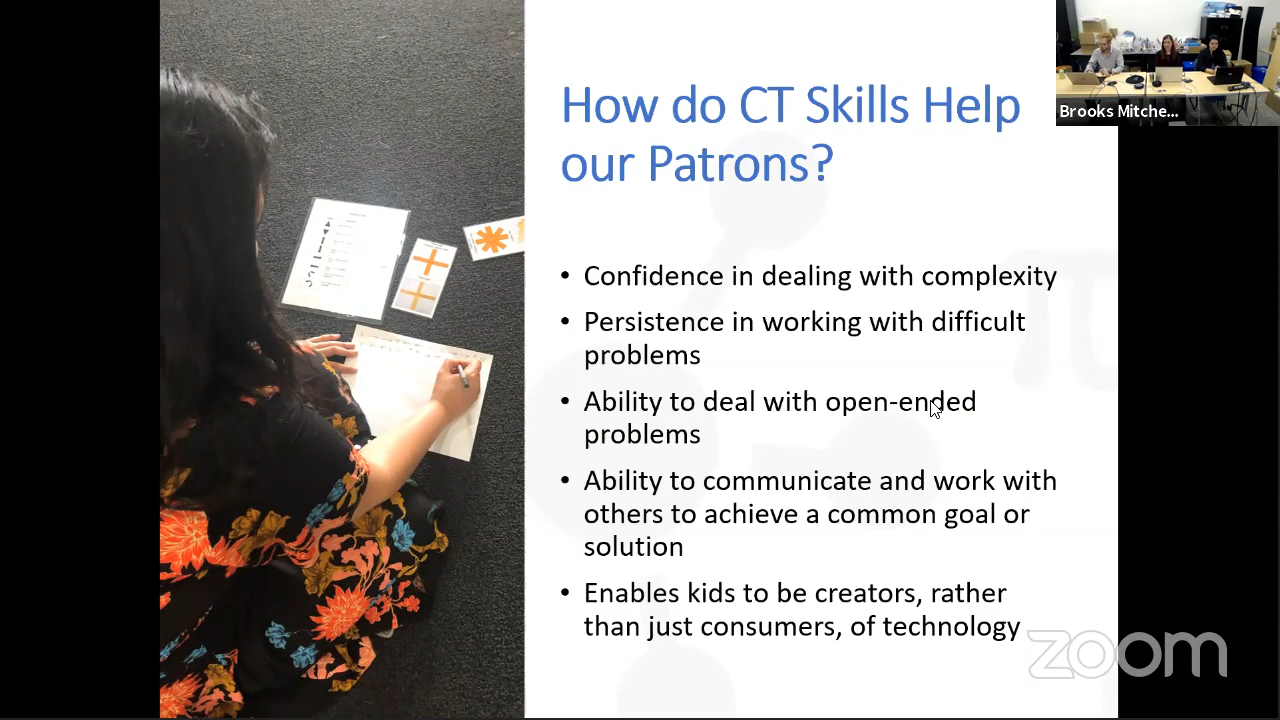 How do CT Skills Help
our Patrons?
• Confidence in dealing with complexity
• Persistence in working with difficult
problems
• Ability to deal with open-ended
problems
• Ability to communicate and work with
others to achieve a common goal or
solution
• Enables kids to be creators, rather
than just consumers, of technology
Brooks Mitche...
zoom